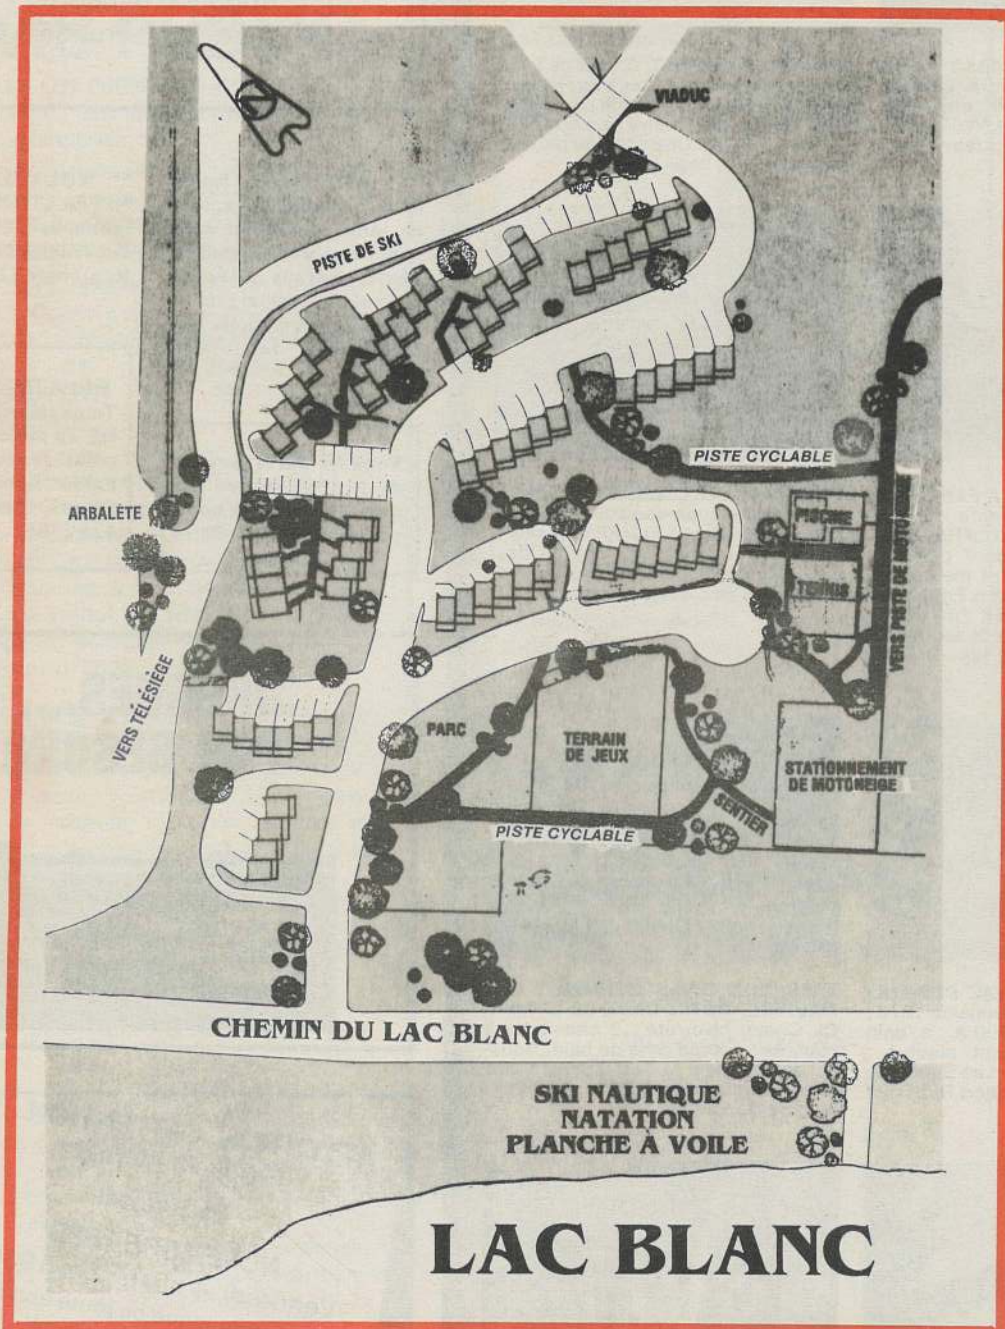 N
VIADUC
PISTE DE SKI
PISTE CYCLABLE
ARBALÈTE
PISCINE
TENNIS
VERS PISTE DE MOTONEIGE
VERS TÉLÉSIÈGE
PARC
TERRAIN
DE JEUX
STATIONNEMENT
DE MOTONEIGE
SENTIER
PISTE CYCLABLE
CHEMIN DU LAC BLANC
SKI NAUTIQUE
NATATION
PLANCHE À VOILE
LAC BLANC